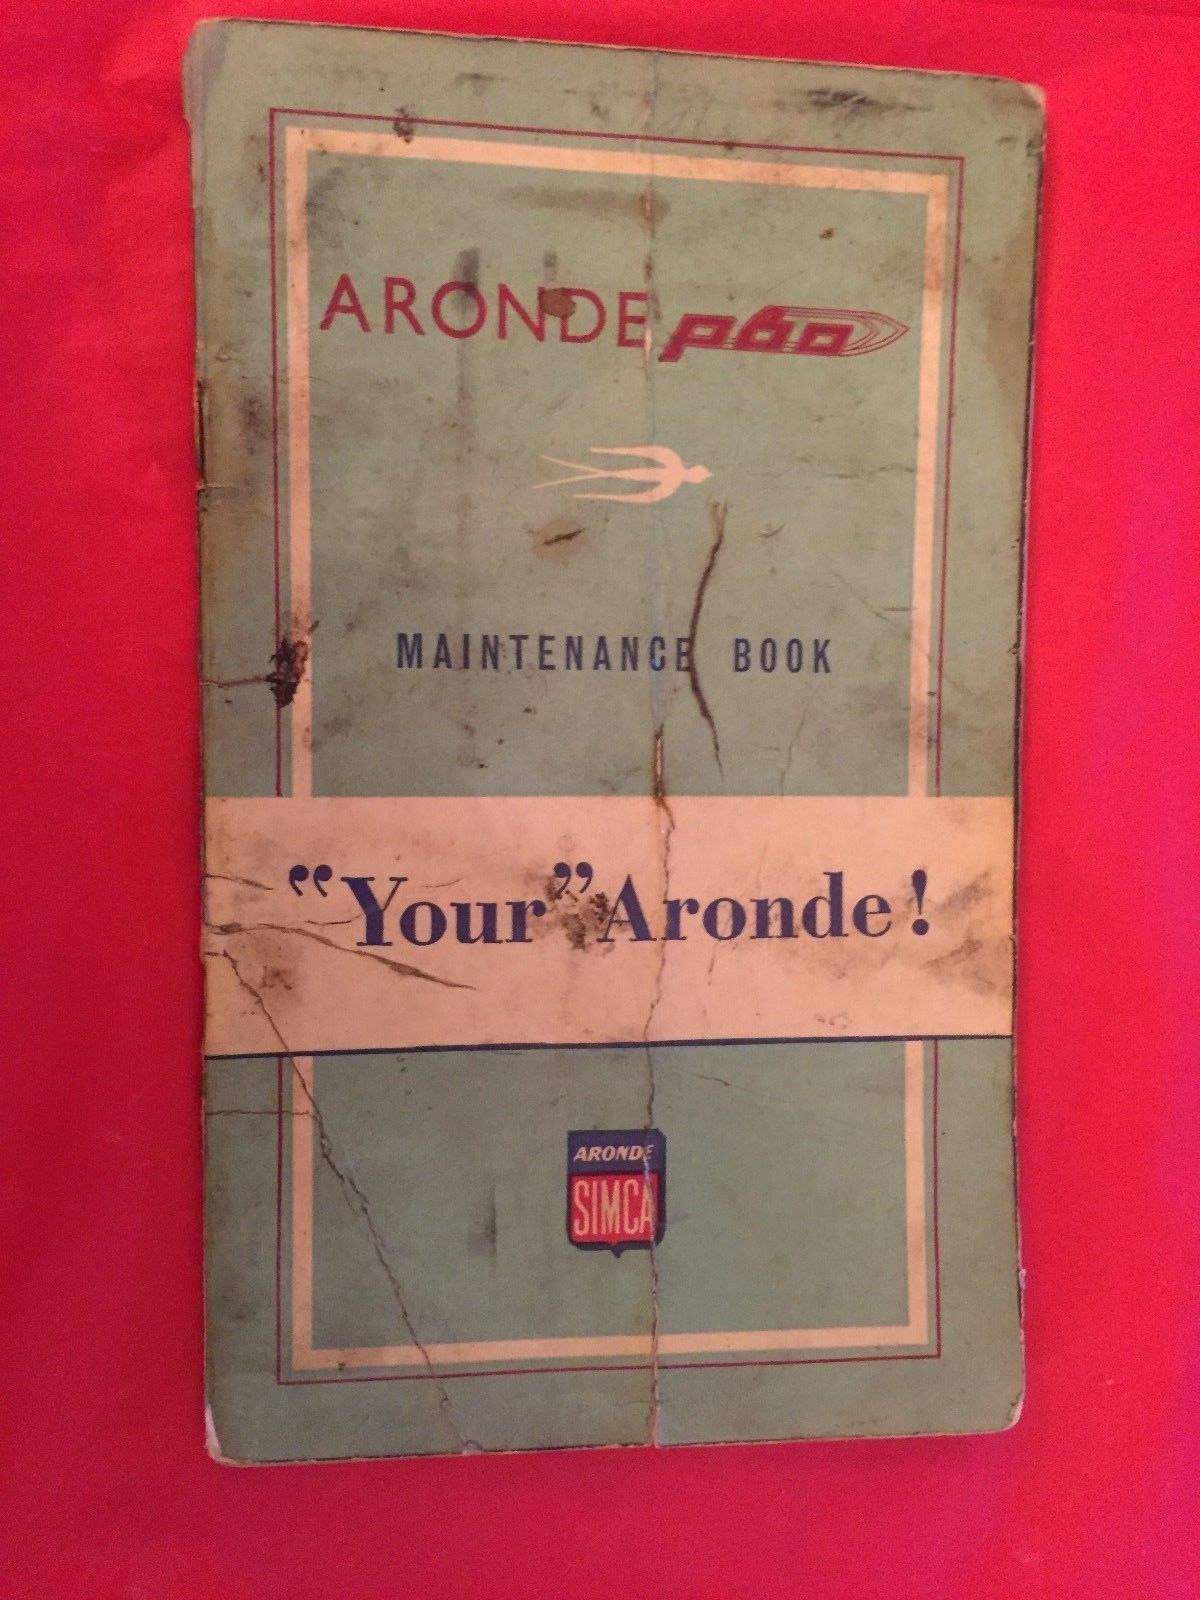 ARONDE p60
MAINTENANCE BOOK
“Your” Aronde!
ARONDE
SIMCA